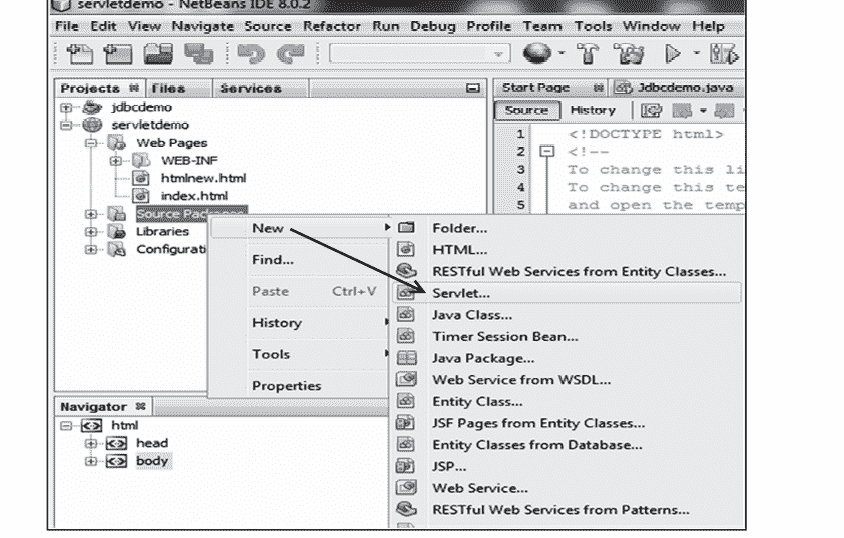 servletdemo - NetBeans IDE 8.0.2
File Edit View Navigate Source Refactor Run Debug Profile Team Tools Window Help
Projects Files Services
jdbcdemo
servletdemo
Web Pages
WEB-INF
htmlnew.html
index.html
Source
Libraries
Start Page Jdbcdemo.java
Source History
1 <!DOCTYPE html>
2 <!--
3 To change this li
4 To change this te
5 and open the temp
New
Find...
Paste Ctrl+V
History
Tools
Properties
Folder...
HTML...
RESTful Web Services from Entity Classes...
Servlet...
Java Class...
Timer Session Bean...
Java Package...
Web Service from WSDL...
Entity Class...
JSF Pages from Entity Classes...
Entity Classes from Database...
JSP...
Web Service...
RESTful Web Services from Patterns...
Navigator
html
head
body